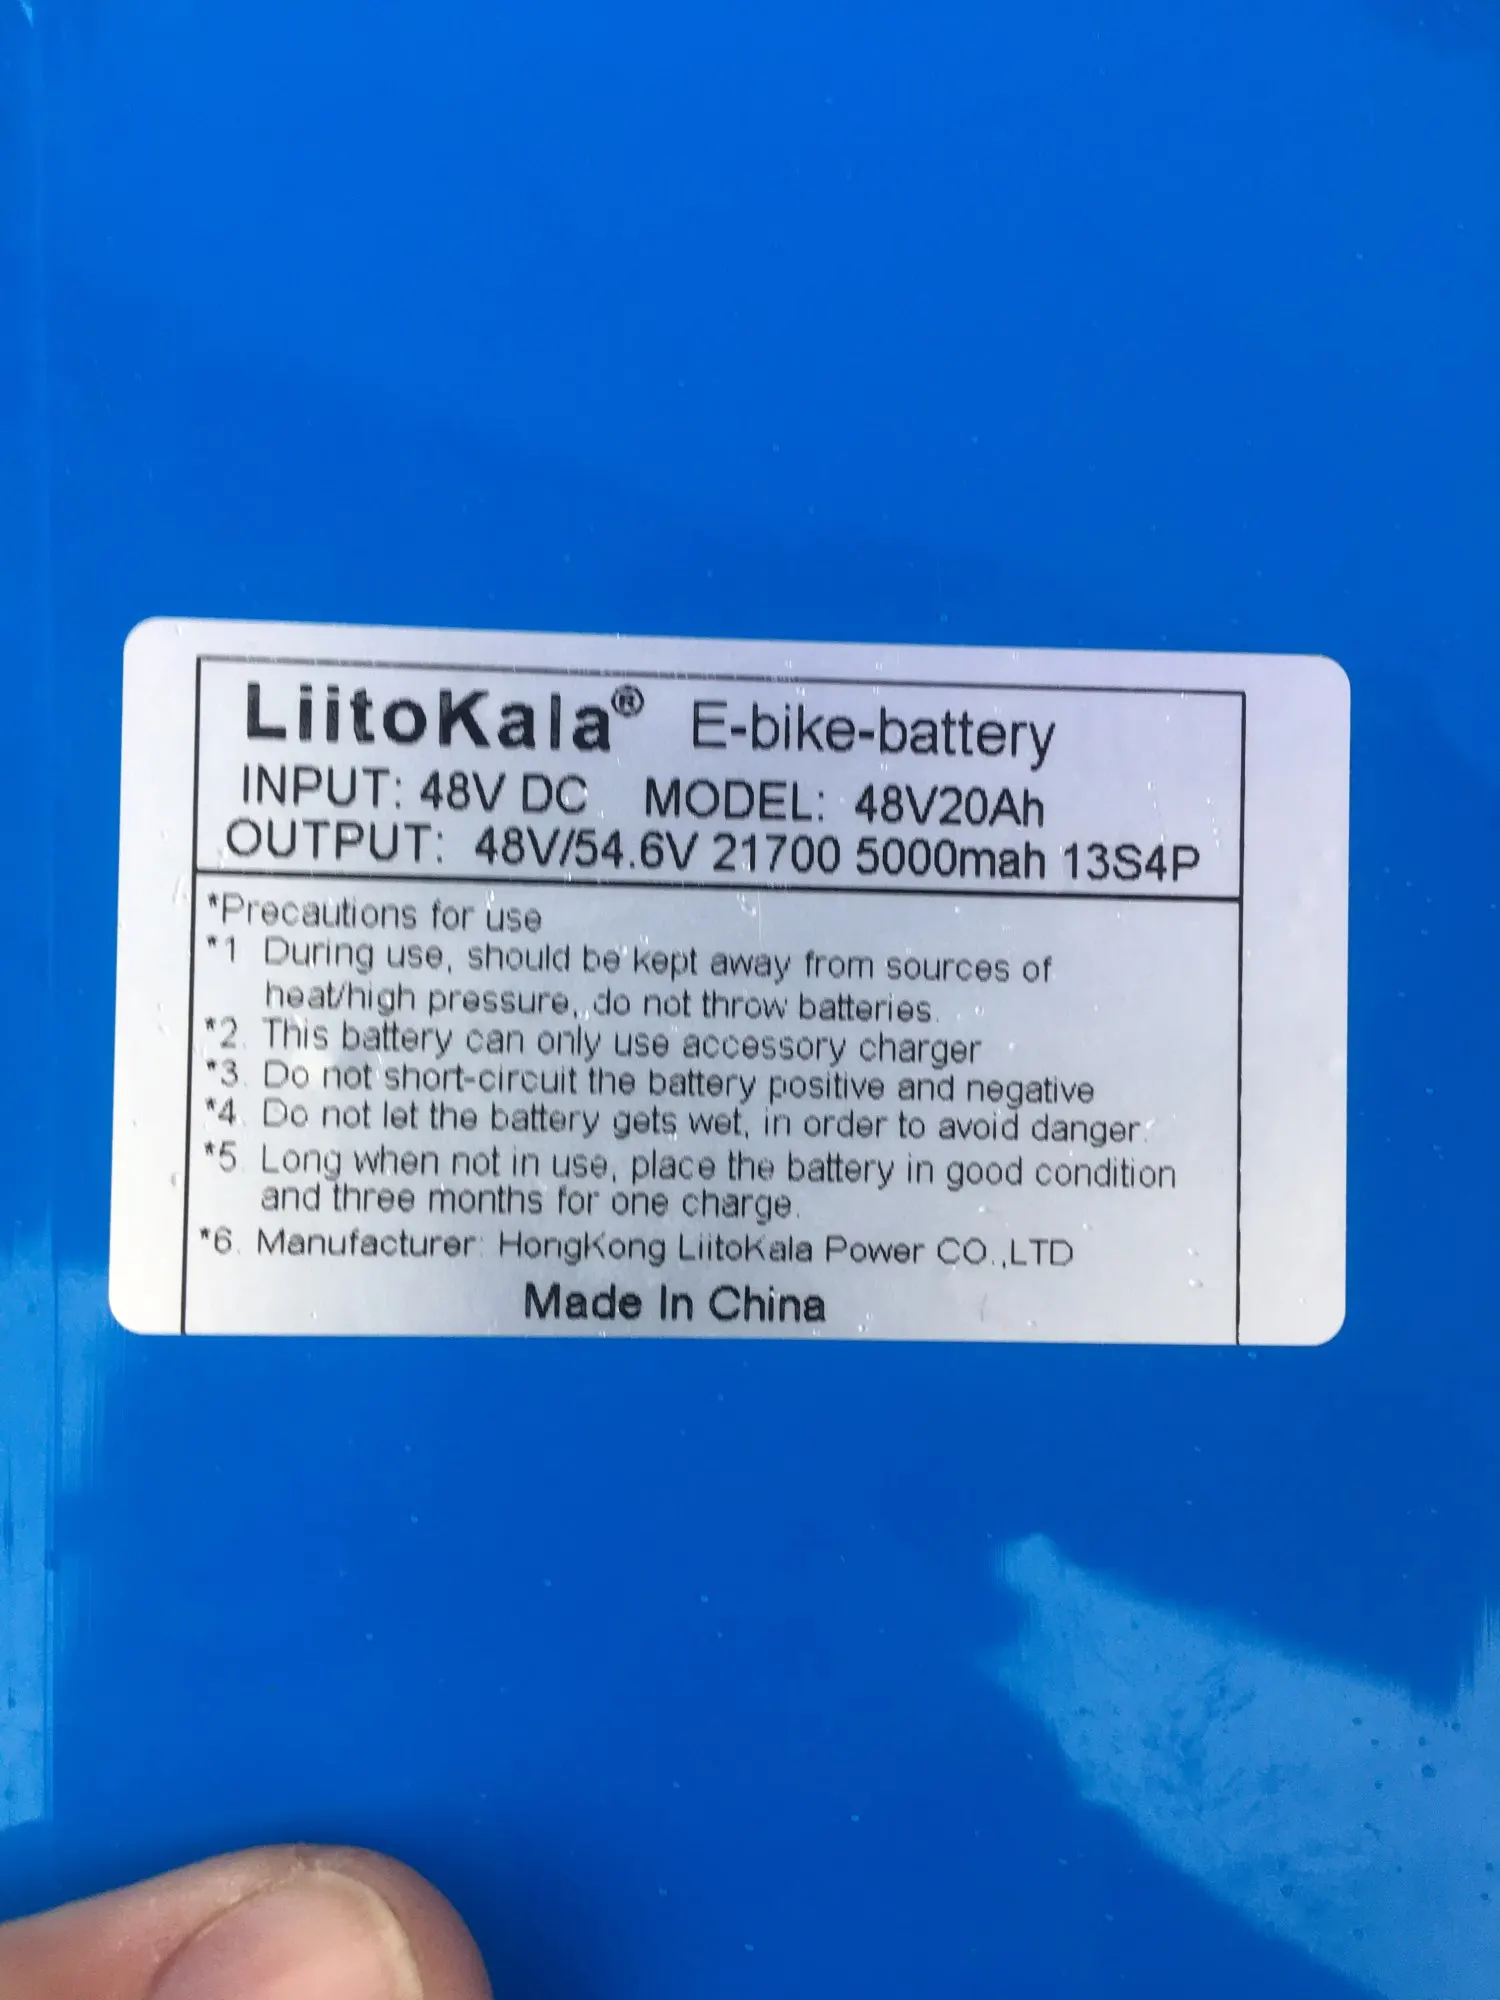 LiitoKala® E-bike-battery
INPUT: 48V DC MODEL: 48V20Ah
OUTPUT: 48V/54.6V 21700 5000mah 13S4P
*Precautions for use
*1 During use, should be kept away from sources of
heat/high pressure, do not throw batteries.
*2. This battery can only use accessory charger
*3. Do not short-circuit the battery positive and negative
*4. Do not let the battery gets wet, in order to avoid danger.
*5. Long when not in use, place the battery in good condition
and three months for one charge.
*6. Manufacturer: HongKong LiitoKala Power CO.,LTD
Made In China